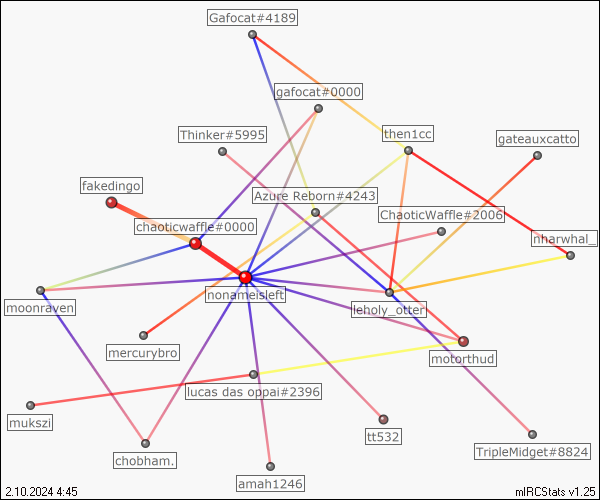 Gafocat#4189
gafocat#0000
then1cc
Thinker#5995
gateauxcatto
fakedingo
Azure Reborn#4243
ChaoticWaffle#2006
chaoticwaffle#0000
nharwhal_
nonameisleft
moonraven
leholy_otter
mercurybro
motorthud
lucas das oppai#2396
mukszi
tt532
TripleMidget#8824
chobham.
amah1246
2.10.2024 4:45
mIRCStats v1.25